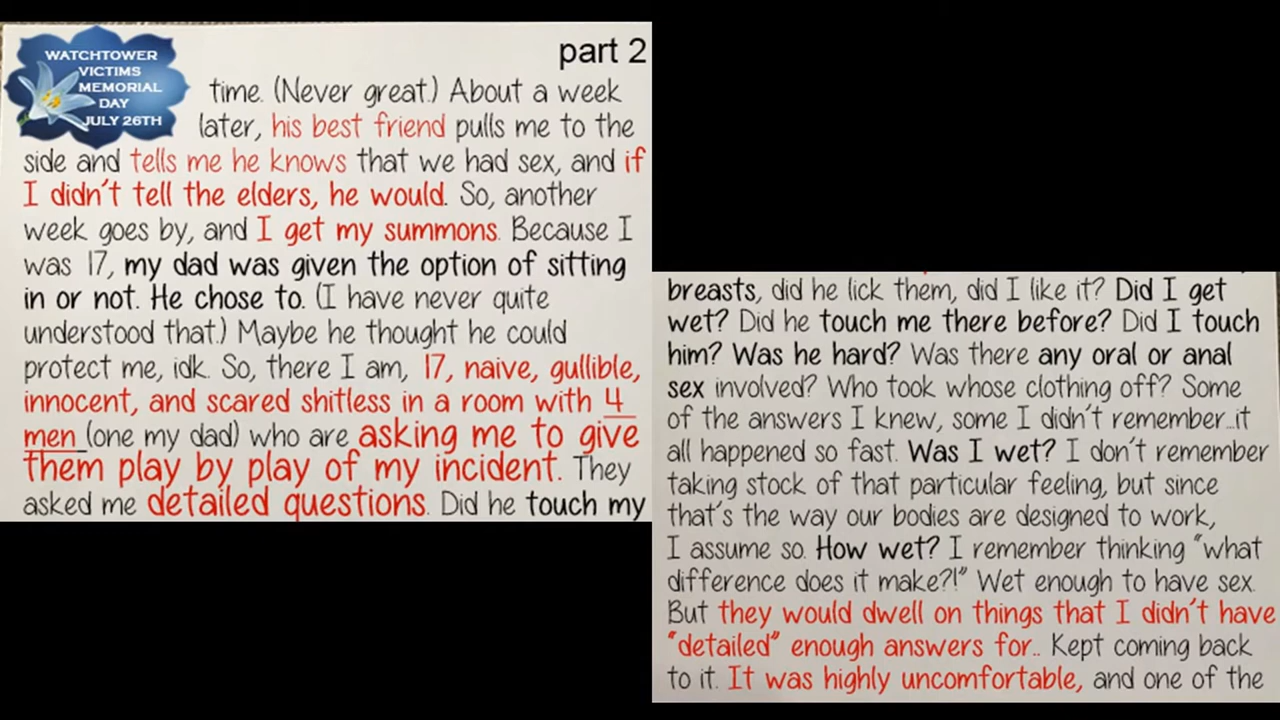 WATCHTOWER
VICTIMS
MEMORIAL
DAY
JULY 26TH
part 2
time. (Never great.) About a week
later, his best friend pulls me to the
side and tells me he knows that we had sex, and if
I didn't tell the elders, he would. So, another
week goes by, and I get my summons. Because I
was 17, my dad was given the option of sitting
in or not. He chose to. (I have never quite
understood that.) Maybe he thought he could
protect me, idk. So, there I am, 17, naive, gullible,
innocent, and scared shitless in a room with 4
men (one my dad) who are asking me to give
them play by play of my incident. They
asked me detailed questions. Did he touch my
breasts, did he lick them, did I like it? Did I get
wet? Did he touch me there before? Did I touch
him? Was he hard? Was there any oral or anal
sex involved? Who took whose clothing off? Some
of the answers I knew, some I didn't remember...it
all happened so fast. Was I wet? I don't remember
taking stock of that particular feeling, but since
that's the way our bodies are designed to work,
I assume so. How wet? I remember thinking "what
difference does it make?!" Wet enough to have sex.
But they would dwell on things that I didn't have
"detailed" enough answers for.. Kept coming back
to it. It was highly uncomfortable, and one of the